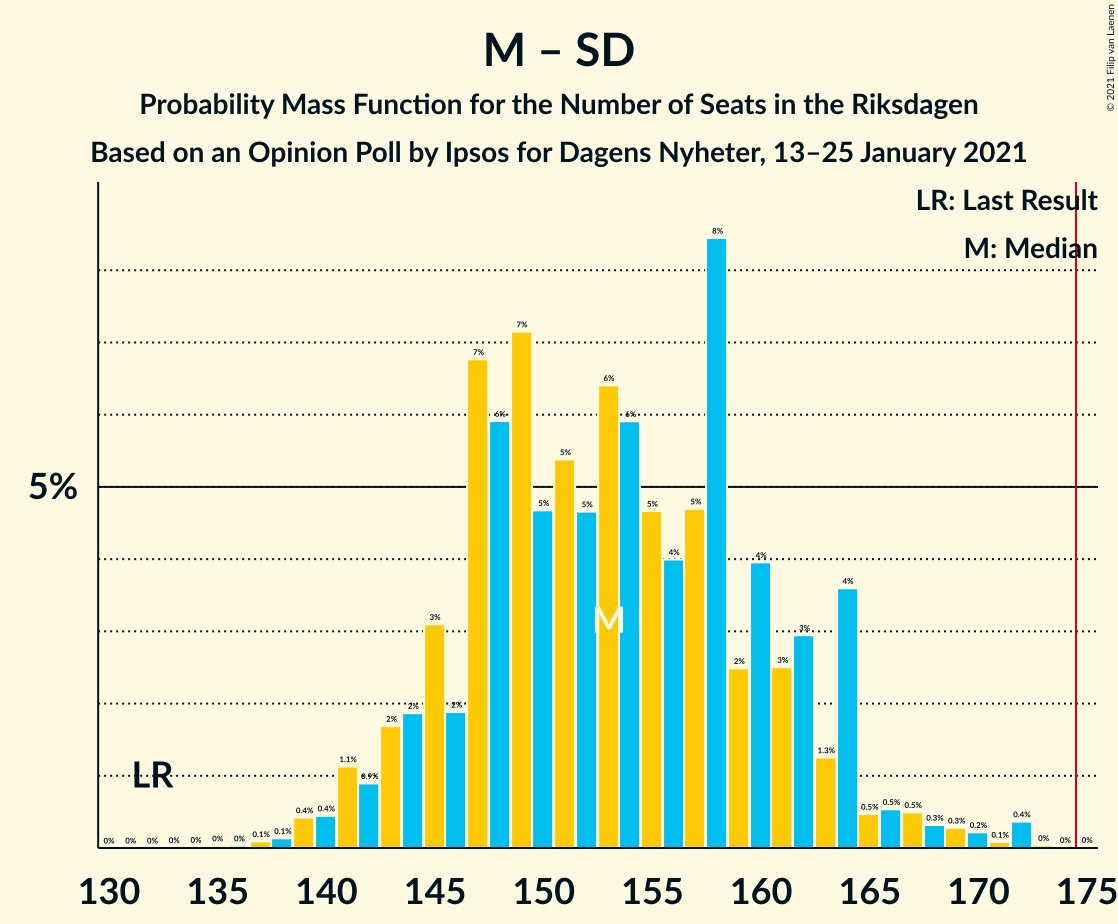 M – SD
Probability Mass Function for the Number of Seats in the Riksdagen
Based on an Opinion Poll by Ipsos for Dagens Nyheter, 13–25 January 2021
© 2021 Filip van Laenen
LR: Last Result
M: Median
5%
0% 0% 0% 0% 0% 0% 0% 0.1% 0.1% 0.4% 0.4% 1.1% 0.9% 2% 2% 3% 2% 7% 6% 7% 5% 5% 5% 6% 6% 5% 4% 5% 8% 2% 4% 3% 3% 1.3% 4% 0.5% 0.5% 0.5% 0.3% 0.3% 0.2% 0.1% 0.4% 0% 0% 0%
LR
M
130 135 140 145 150 155 160 165 170 175